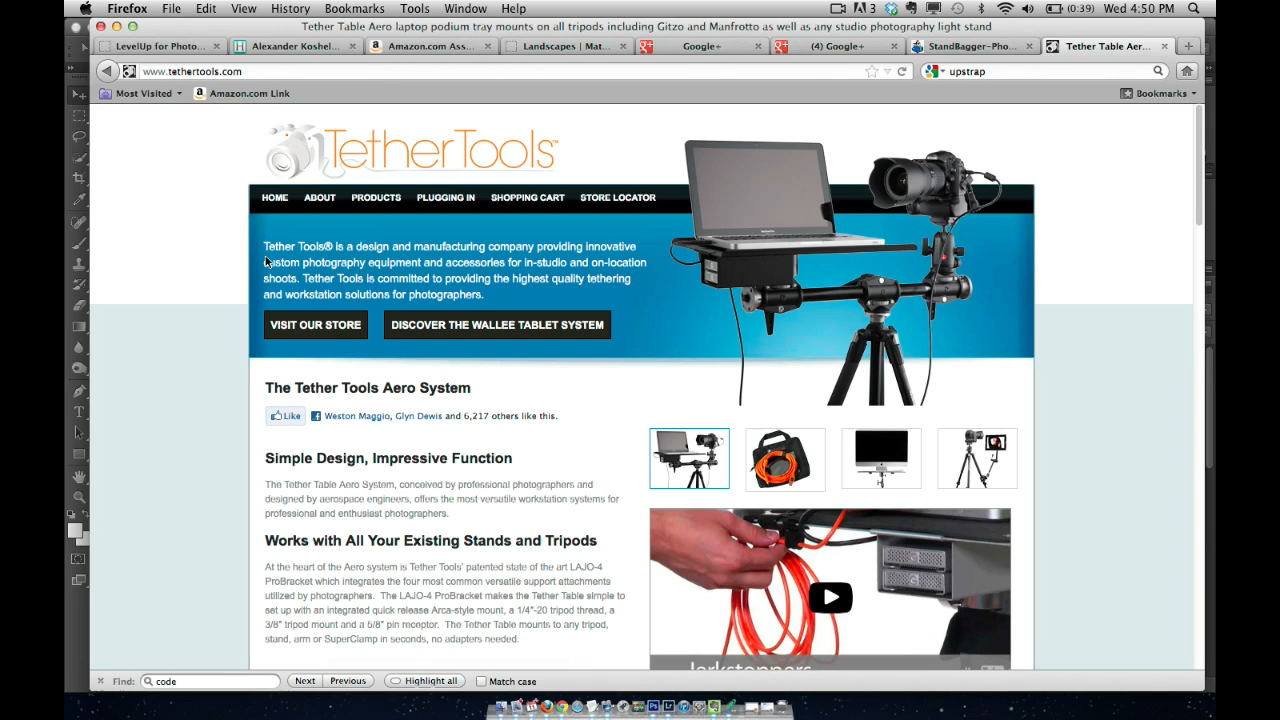 Firefox File Edit View History Bookmarks Tools Window Help 3 (0:39) Wed 4:50 PM
Tether Table Aero laptop podium tray mounts on all tripods including Gitzo and Manfrotto as well as any studio photography light stand
LevelUp for Photo... Alexander Koshel... Amazon.com Ass... Landscapes | Mat... Google+ (4) Google+ StandBagger-Pho... Tether Table Aer...
www.tethertools.com upstrap
Most Visited Amazon.com Link Bookmarks
TetherTools™
HOME ABOUT PRODUCTS PLUGGING IN SHOPPING CART STORE LOCATOR
Tether Tools® is a design and manufacturing company providing innovative
custom photography equipment and accessories for in-studio and on-location
shoots. Tether Tools is committed to providing the highest quality tethering
and workstation solutions for photographers.
VISIT OUR STORE DISCOVER THE WALLEE TABLET SYSTEM
The Tether Tools Aero System
Like Weston Maggio, Glyn Dewis and 6,217 others like this.
Simple Design, Impressive Function
The Tether Table Aero System, conceived by professional photographers and
designed by aerospace engineers, offers the most versatile workstation systems for
professional and enthusiast photographers.
Works with All Your Existing Stands and Tripods
At the heart of the Aero system is Tether Tools' patented state of the art LAJO-4
ProBracket which integrates the four most common versatile support attachments
utilized by photographers. The LAJO-4 ProBracket makes the Tether Table simple to
set up with an integrated quick release Arca-style mount, a 1/4"-20 tripod thread, a
3/8" tripod mount and a 5/8" pin receptor. The Tether Table mounts to any tripod,
stand, arm or SuperClamp in seconds, no adapters needed.
Jerkstoppers
Find: code Next Previous Highlight all Match case